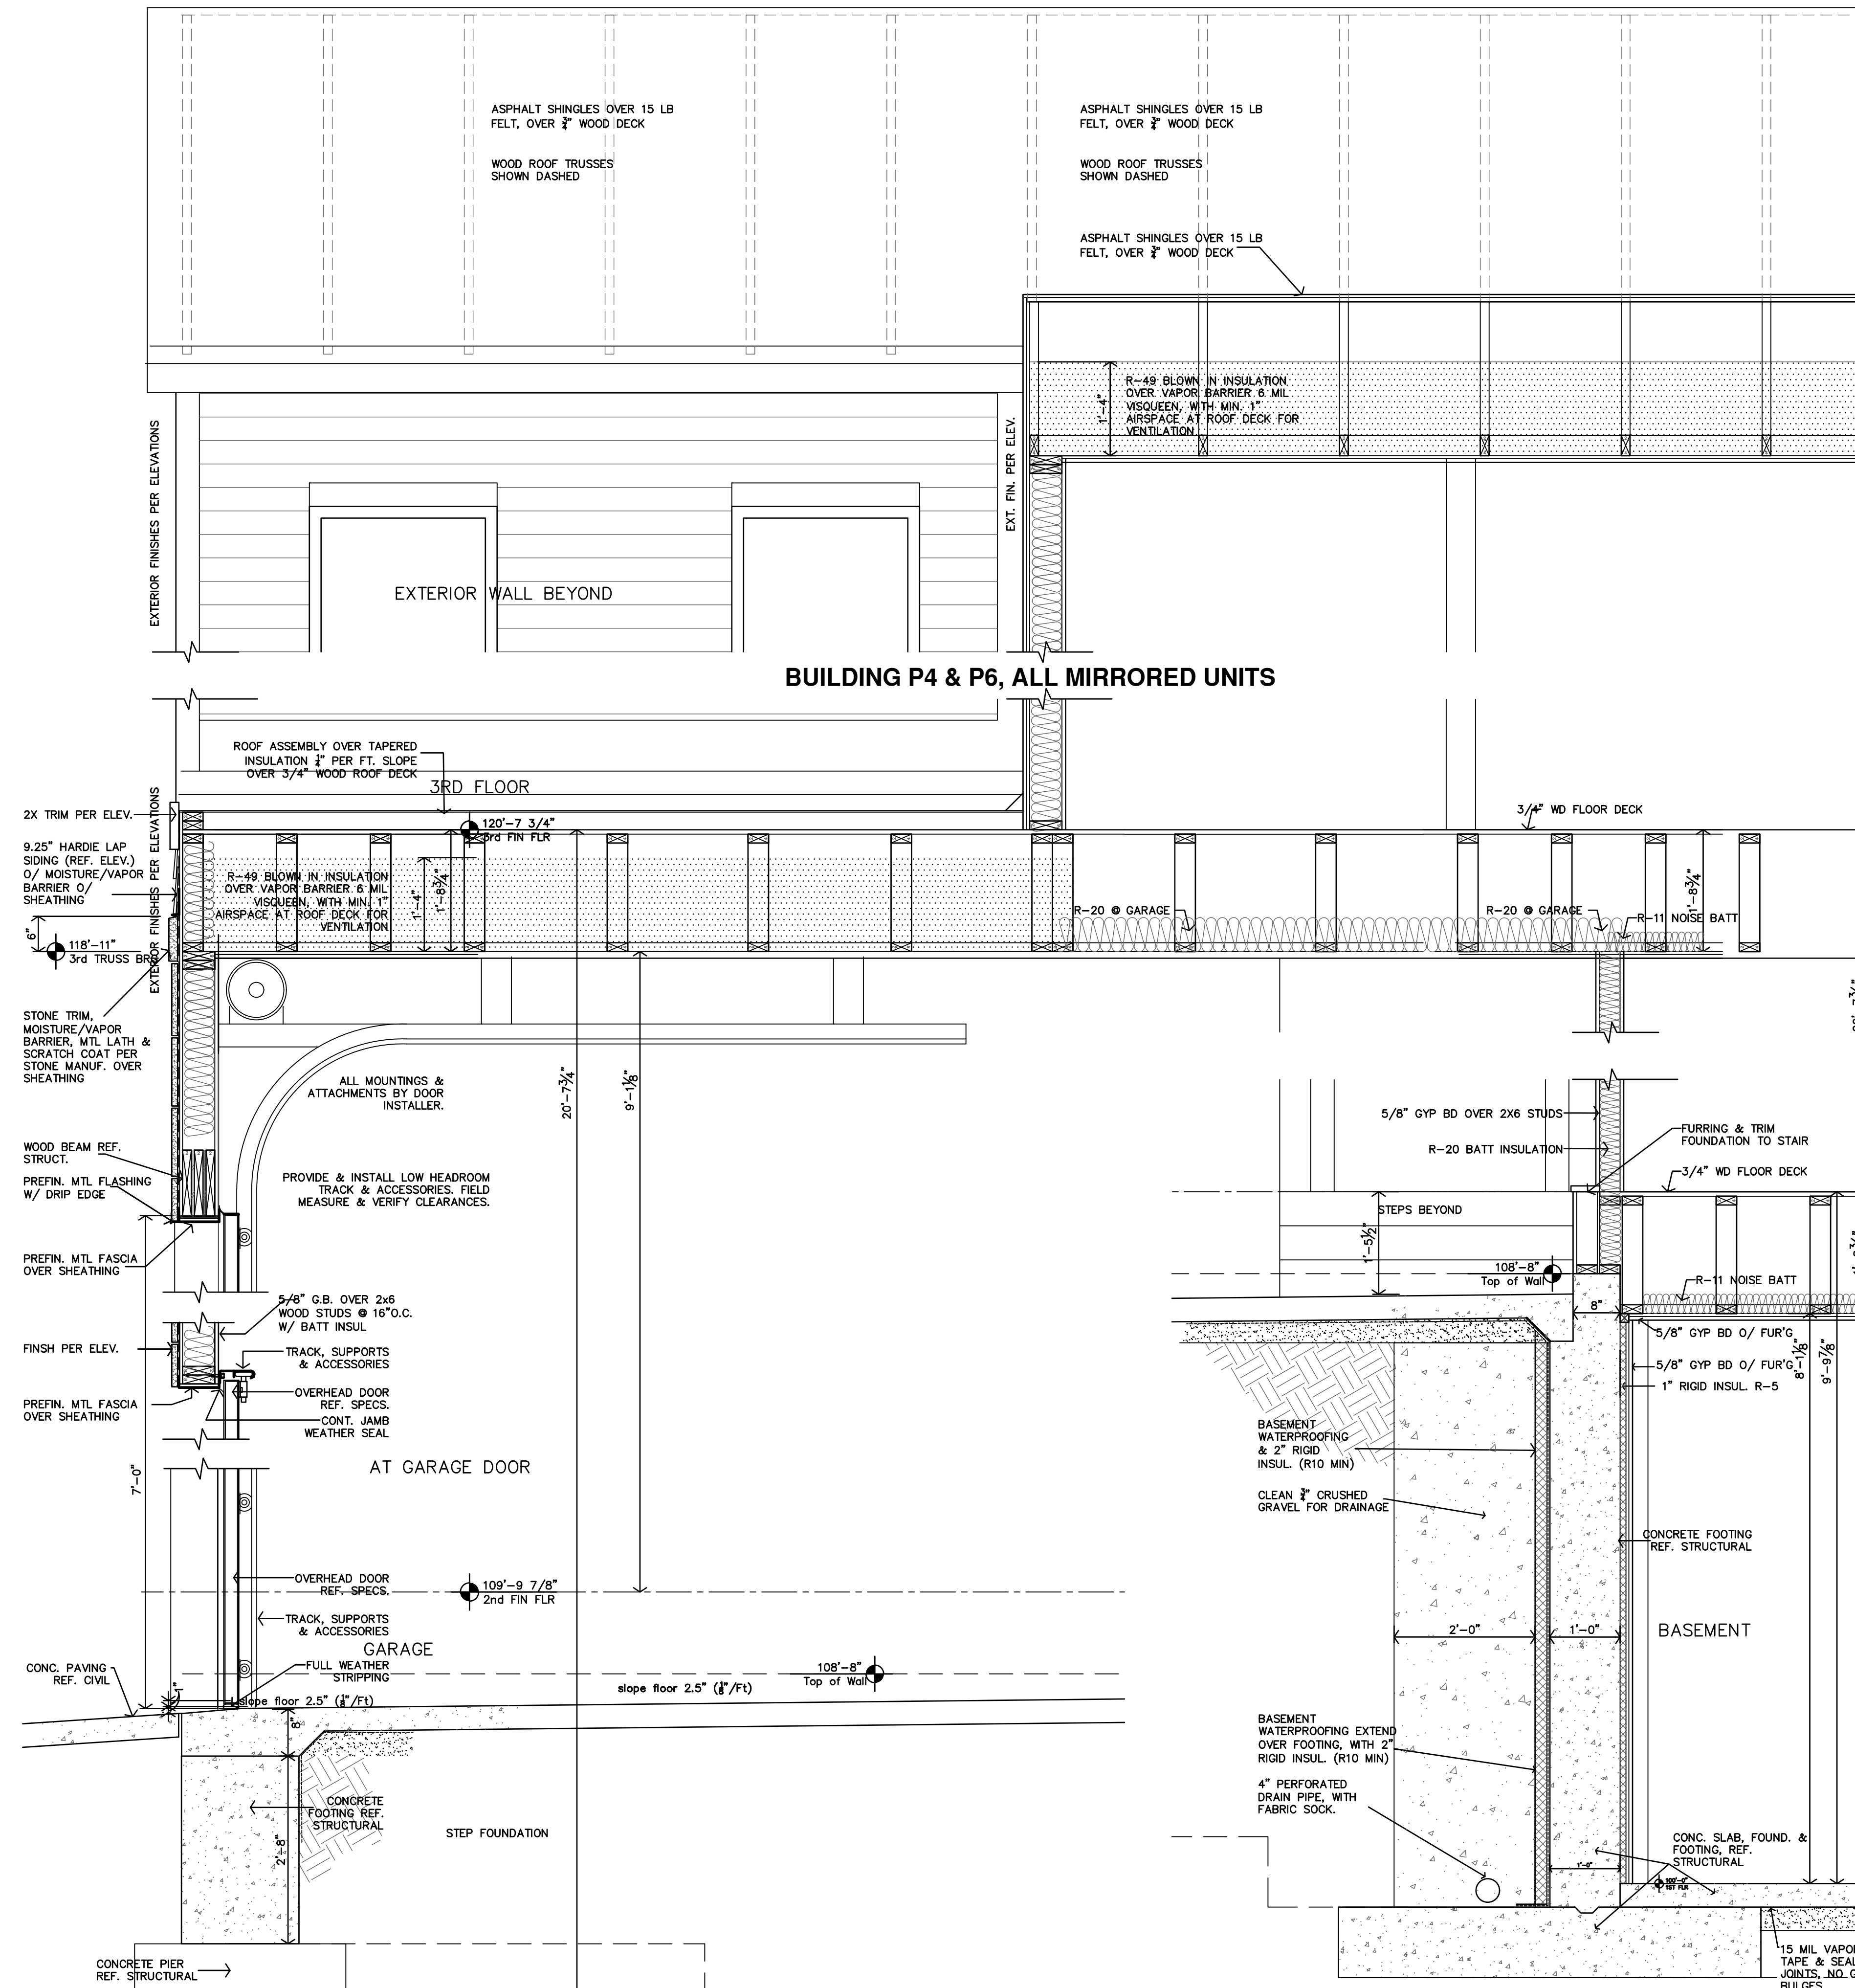 ASPHALT SHINGLES OVER 15 LB
FELT, OVER ¾" WOOD DECK
WOOD ROOF TRUSSES
SHOWN DASHED
ASPHALT SHINGLES OVER 15 LB
FELT, OVER ¾" WOOD DECK
WOOD ROOF TRUSSES
SHOWN DASHED
ASPHALT SHINGLES OVER 15 LB
FELT, OVER ¾" WOOD DECK
EXTERIOR FINISHES PER ELEVATIONS
EXT. FIN. PER ELEV.
1'-4"
R-49 BLOWN IN INSULATION
OVER VAPOR BARRIER 6 MIL
VISQUEEN, WITH MIN. 1"
AIRSPACE AT ROOF DECK FOR
VENTILATION
EXTERIOR WALL BEYOND
BUILDING P4 & P6, ALL MIRRORED UNITS
ROOF ASSEMBLY OVER TAPERED
INSULATION ¼" PER FT. SLOPE
OVER 3/4" WOOD ROOF DECK
3RD FLOOR
2X TRIM PER ELEV.
EXTERIOR FINISHES PER ELEVATIONS
120'-7 3/4"
3rd FIN FLR
3/4" WD FLOOR DECK
9.25" HARDIE LAP
SIDING (REF. ELEV.)
O/ MOISTURE/VAPOR
BARRIER O/
SHEATHING
R-49 BLOWN IN INSULATION
OVER VAPOR BARRIER 6 MIL
VISQUEEN, WITH MIN. 1"
AIRSPACE AT ROOF DECK FOR
VENTILATION
1'-4"
1'-8¾"
R-20 @ GARAGE
R-20 @ GARAGE
R-11 NOISE BATT
1'-8¾"
6"
118'-11"
3rd TRUSS BRG
STONE TRIM,
MOISTURE/VAPOR
BARRIER, MTL LATH &
SCRATCH COAT PER
STONE MANUF. OVER
SHEATHING
ALL MOUNTINGS &
ATTACHMENTS BY DOOR
INSTALLER.
20'-7¾"
9'-1⅛"
5/8" GYP BD OVER 2X6 STUDS
R-20 BATT INSULATION
FURRING & TRIM
FOUNDATION TO STAIR
3/4" WD FLOOR DECK
WOOD BEAM REF.
STRUCT.
PREFIN. MTL FLASHING
W/ DRIP EDGE
PROVIDE & INSTALL LOW HEADROOM
TRACK & ACCESSORIES. FIELD
MEASURE & VERIFY CLEARANCES.
STEPS BEYOND
1'-5½"
108'-8"
Top of Wall
PREFIN. MTL FASCIA
OVER SHEATHING
R-11 NOISE BATT
8"
5/8" G.B. OVER 2x6
WOOD STUDS @ 16"O.C.
W/ BATT INSUL
5/8" GYP BD O/ FUR'G
5/8" GYP BD O/ FUR'G
1" RIGID INSUL. R-5
8'-1⅛"
9'-9⅞"
FINSH PER ELEV.
TRACK, SUPPORTS
& ACCESSORIES
OVERHEAD DOOR
REF. SPECS.
CONT. JAMB
WEATHER SEAL
PREFIN. MTL FASCIA
OVER SHEATHING
7'-0"
AT GARAGE DOOR
BASEMENT
WATERPROOFING
& 2" RIGID
INSUL. (R10 MIN)
CLEAN ¾" CRUSHED
GRAVEL FOR DRAINAGE
CONCRETE FOOTING
REF. STRUCTURAL
OVERHEAD DOOR
REF. SPECS.
109'-9 7/8"
2nd FIN FLR
TRACK, SUPPORTS
& ACCESSORIES
GARAGE
2'-0"
1'-0"
BASEMENT
CONC. PAVING
REF. CIVIL
FULL WEATHER
STRIPPING
108'-8"
Top of Wall
1"
slope floor 2.5" (⅛"/Ft)
slope floor 2.5" (⅛"/Ft)
8"
BASEMENT
WATERPROOFING EXTEND
OVER FOOTING, WITH 2"
RIGID INSUL. (R10 MIN)
4" PERFORATED
DRAIN PIPE, WITH
FABRIC SOCK.
CONCRETE
FOOTING REF.
STRUCTURAL
STEP FOUNDATION
2'-8"
CONC. SLAB, FOUND. &
FOOTING, REF.
STRUCTURAL
1'-0"
100'-0"
1ST FLR
CONCRETE PIER
REF. STRUCTURAL
15 MIL VAPO
TAPE & SEAL
JOINTS, NO G
BULGES